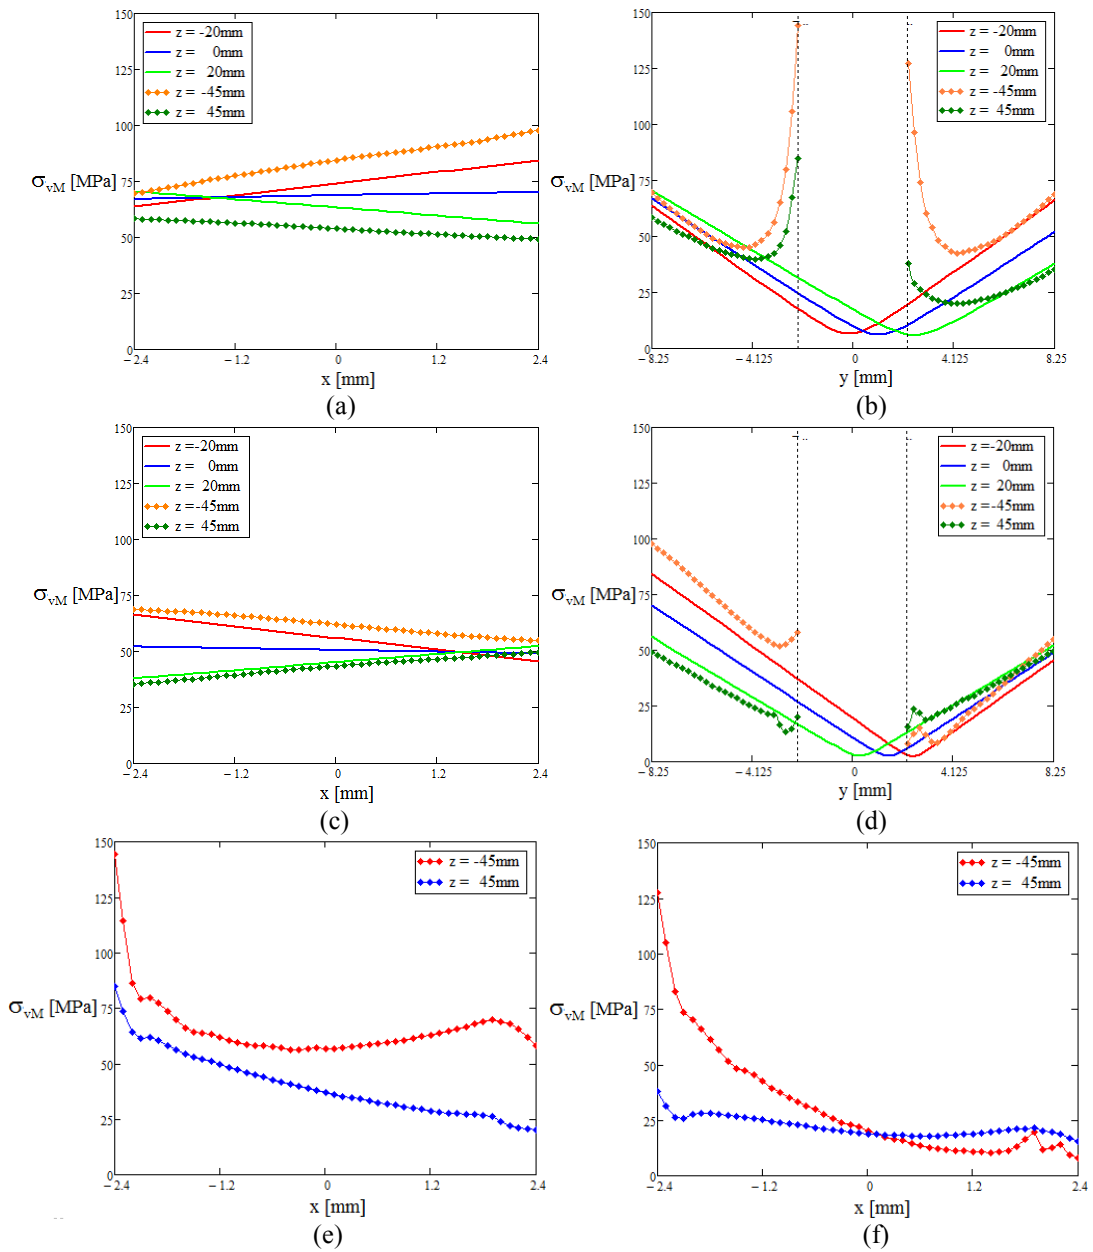 150
125
100
75
50
25
0
σvM [MPa]
z = -20mm
z = 0mm
z = 20mm
z = -45mm
z = 45mm
−2.4 −1.2 0 1.2 2.4
x [mm]
(a)
150
125
100
75
50
25
0
σvM [MPa]
z = -20mm
z = 0mm
z = 20mm
z = -45mm
z = 45mm
−8.25 −4.125 0 4.125 8.25
y [mm]
(b)
150
125
100
75
50
25
0
σvM [MPa]
z =-20mm
z = 0mm
z = 20mm
z =-45mm
z = 45mm
−2.4 −1.2 0 1.2 2.4
x [mm]
(c)
150
125
100
75
50
25
0
σvM [MPa]
z =-20mm
z = 0mm
z = 20mm
z =-45mm
z = 45mm
−8.25 −4.125 0 4.125 8.25
y [mm]
(d)
150
125
100
75
50
25
0
σvM [MPa]
z = -45mm
z = 45mm
−2.4 −1.2 0 1.2 2.4
x [mm]
(e)
150
125
100
75
50
25
0
σvM [MPa]
z = -45mm
z = 45mm
−2.4 −1.2 0 1.2 2.4
x [mm]
(f)